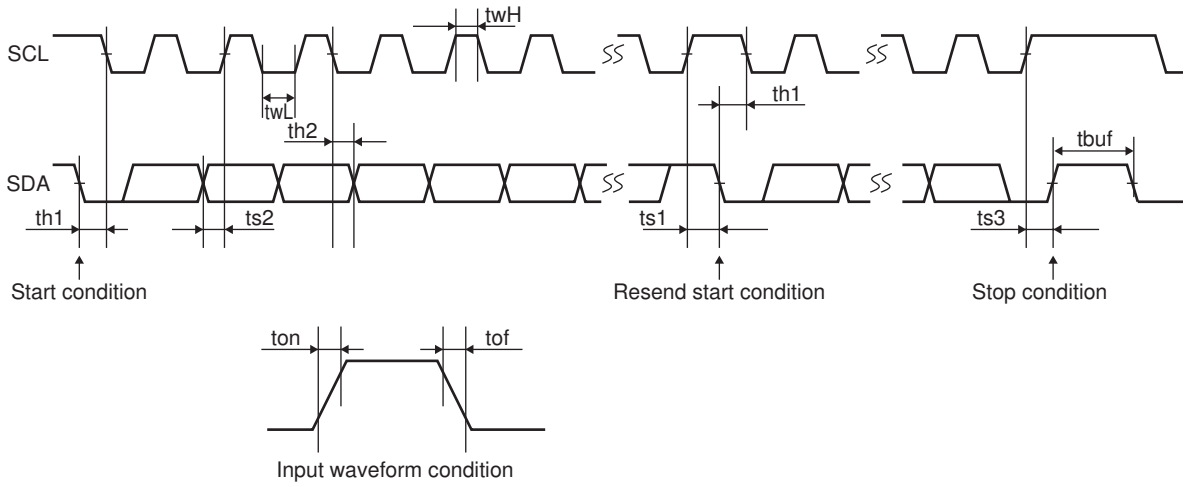 twH
SCL
twL
th1
th2
tbuf
SDA
th1
ts2
ts1
ts3
Start condition
Resend start condition
Stop condition
ton
tof
Input waveform condition